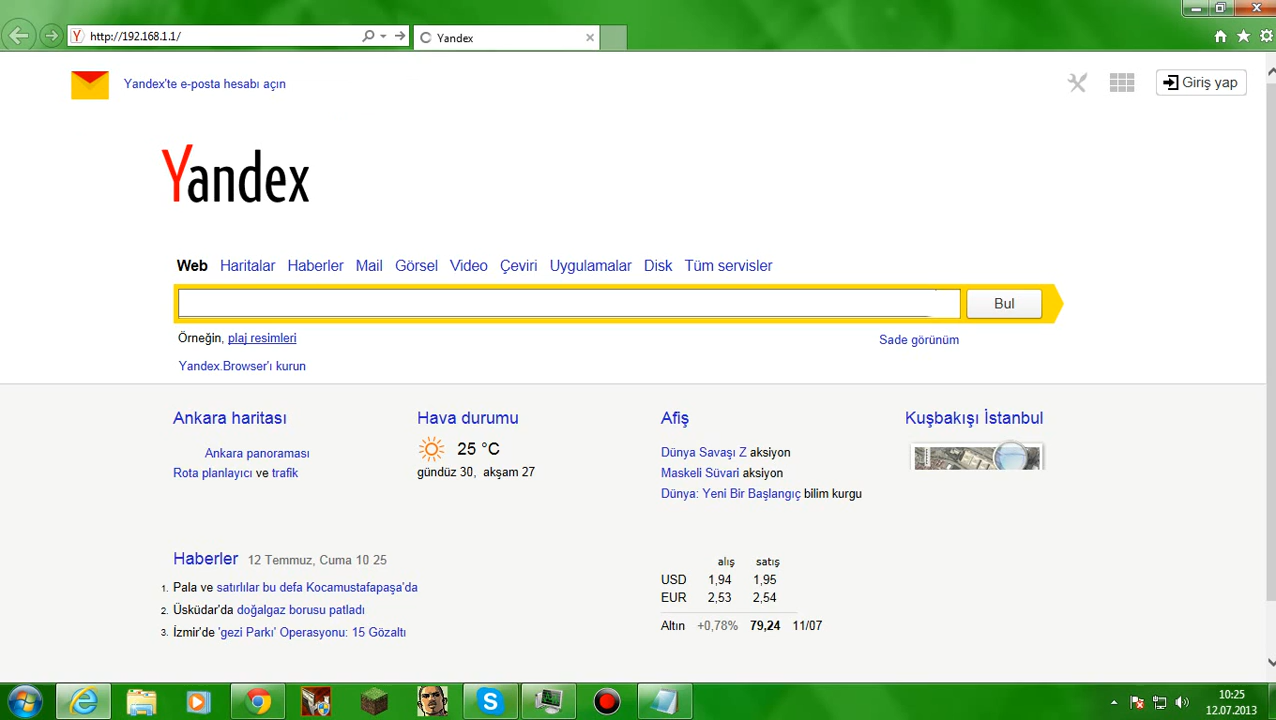 http://192.168.1.1/
Yandex
Yandex'te e-posta hesabı açın
Giriş yap
Yandex
Web Haritalar Haberler Mail Görsel Video Çeviri Uygulamalar Disk Tüm servisler
Bul
Örneğin, plaj resimleri
Sade görünüm
Yandex.Browser'ı kurun
Ankara haritası
Ankara panoraması
Rota planlayıcı ve trafik
Hava durumu
25 °C
gündüz 30, akşam 27
Afiş
Dünya Savaşı Z aksiyon
Maskeli Süvari aksiyon
Dünya: Yeni Bir Başlangıç bilim kurgu
Kuşbakışı İstanbul
Haberler 12 Temmuz, Cuma 10 25
1. Pala ve satırlılar bu defa Kocamustafapaşa'da
2. Üsküdar'da doğalgaz borusu patladı
3. İzmir'de 'gezi Parkı' Operasyonu: 15 Gözaltı
alış satış
USD 1,94 1,95
EUR 2,53 2,54
Altın +0,78% 79,24 11/07
10:25
12.07.2013